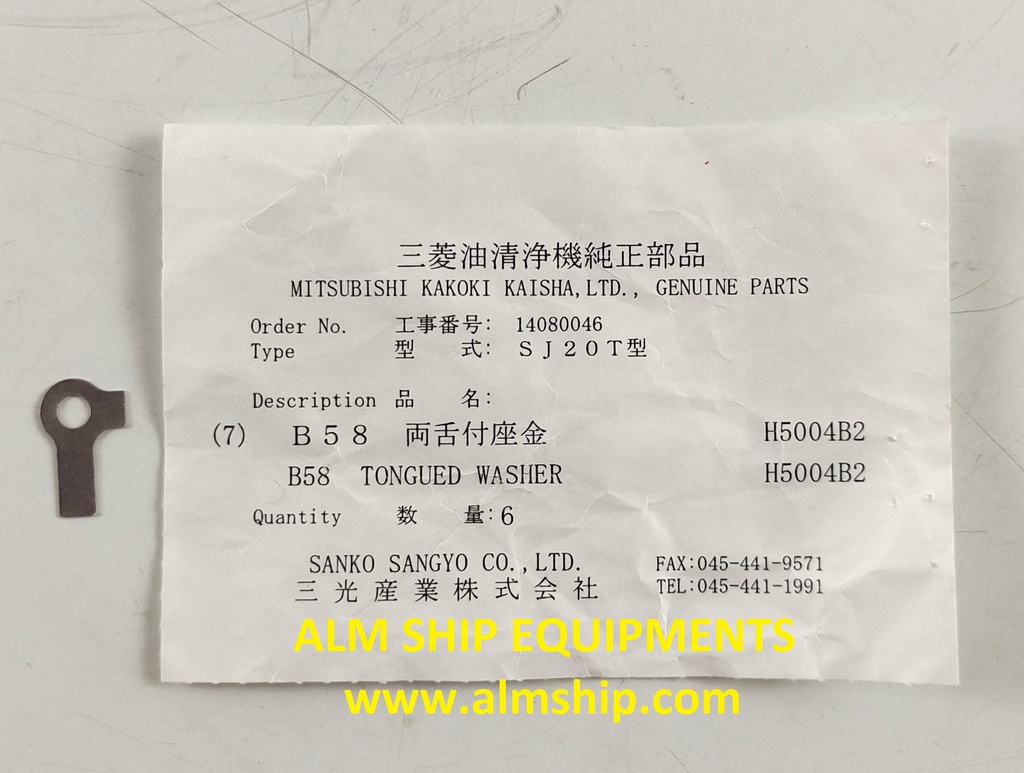 三菱油清浄機純正部品
MITSUBISHI KAKOKI KAISHA,LTD., GENUINE PARTS
Order No. 工事番号: 14080046
Type 型 式: ＳＪ２０Ｔ型
Description 品 名:
(7) Ｂ５８ 両舌付座金 H5004B2
B58 TONGUED WASHER H5004B2
Quantity 数 量:6
SANKO SANGYO CO.,LTD. FAX:045-441-9571
三光産業株式会社 TEL:045-441-1991
ALM SHIP EQUIPMENTS
www.almship.com